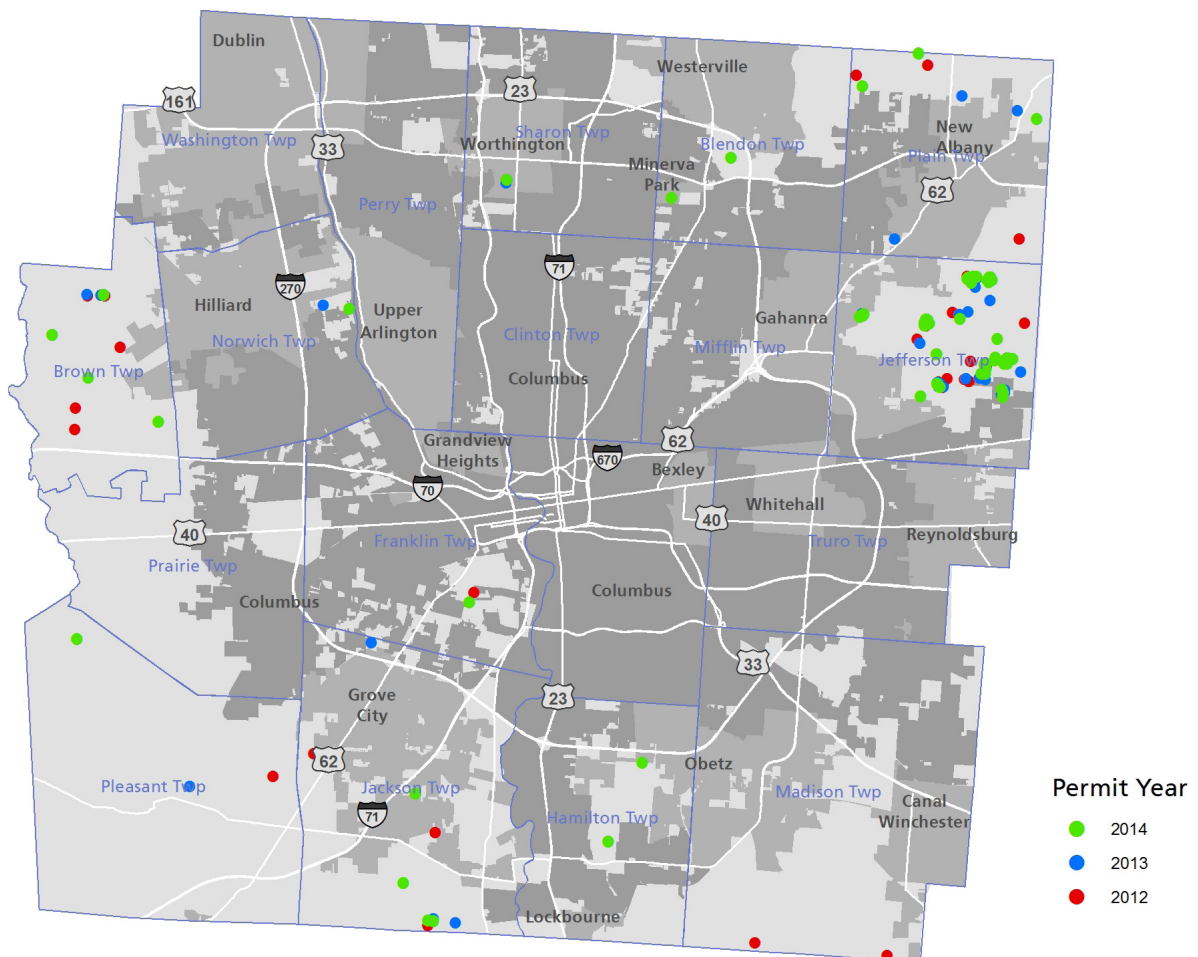 Dublin
Westerville
23
161
Washington Twp
Sharon Twp
Worthington
New
Albany
Plain Twp
33
Blendon Twp
Minerva
Park
62
Perry Twp
71
270
Hilliard
Upper
Arlington
Gahanna
Norwich Twp
Clinton Twp
Mifflin Twp
Jefferson Twp
Brown Twp
Columbus
Grandview
Heights
62
670
Bexley
70
Whitehall
40
40
Franklin Twp
Truro Twp
Reynoldsburg
Prairie Twp
Columbus
Columbus
33
Grove
City
23
62
Obetz
Pleasant Twp
Jackson Twp
Madison Twp
Canal
Winchester
71
Hamilton Twp
Lockbourne
Permit Year
2014
2013
2012